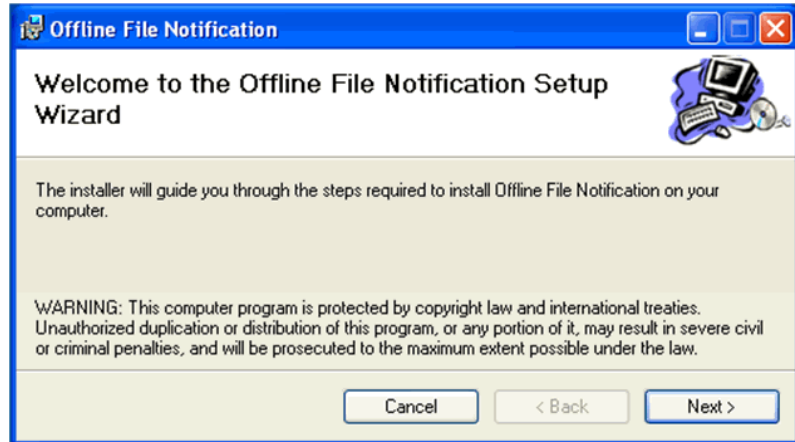 Offline File Notification
Welcome to the Offline File Notification Setup
Wizard
The installer will guide you through the steps required to install Offline File Notification on your
computer.
WARNING: This computer program is protected by copyright law and international treaties.
Unauthorized duplication or distribution of this program, or any portion of it, may result in severe civil
or criminal penalties, and will be prosecuted to the maximum extent possible under the law.
Cancel
< Back
Next >